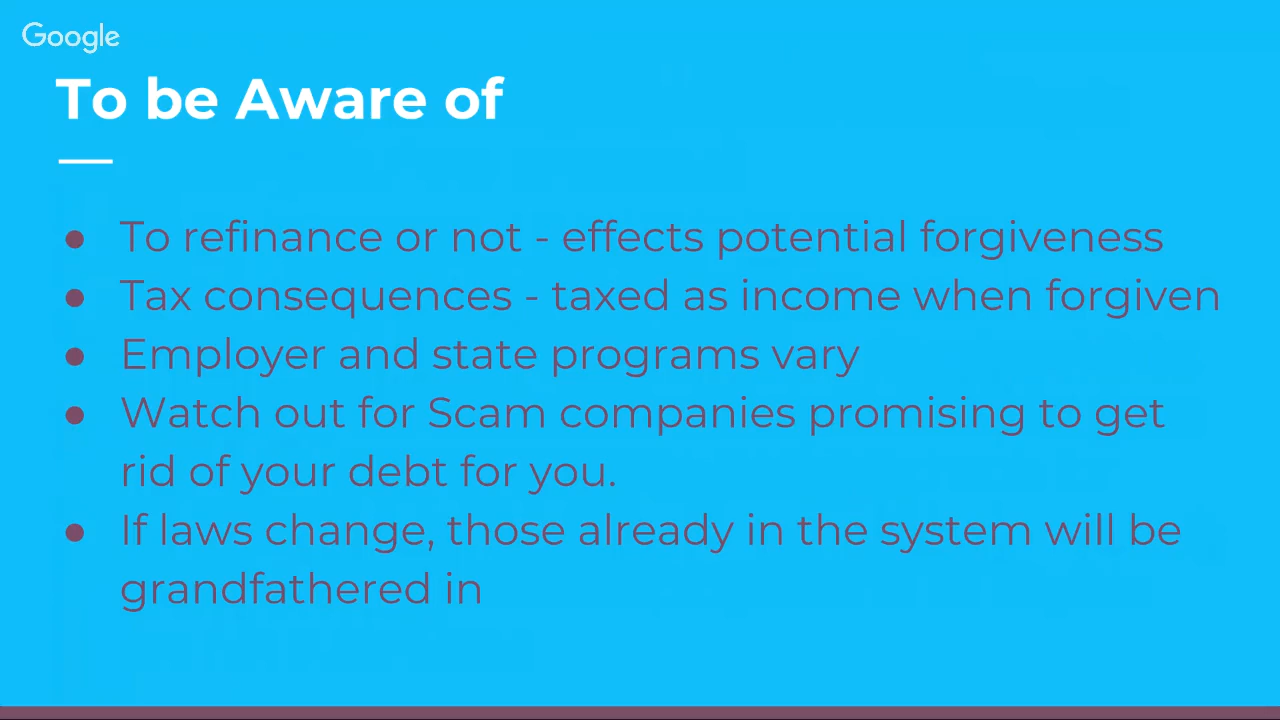 Google
To be Aware of
● To refinance or not - effects potential forgiveness
● Tax consequences - taxed as income when forgiven
● Employer and state programs vary
● Watch out for Scam companies promising to get
rid of your debt for you.
● If laws change, those already in the system will be
grandfathered in